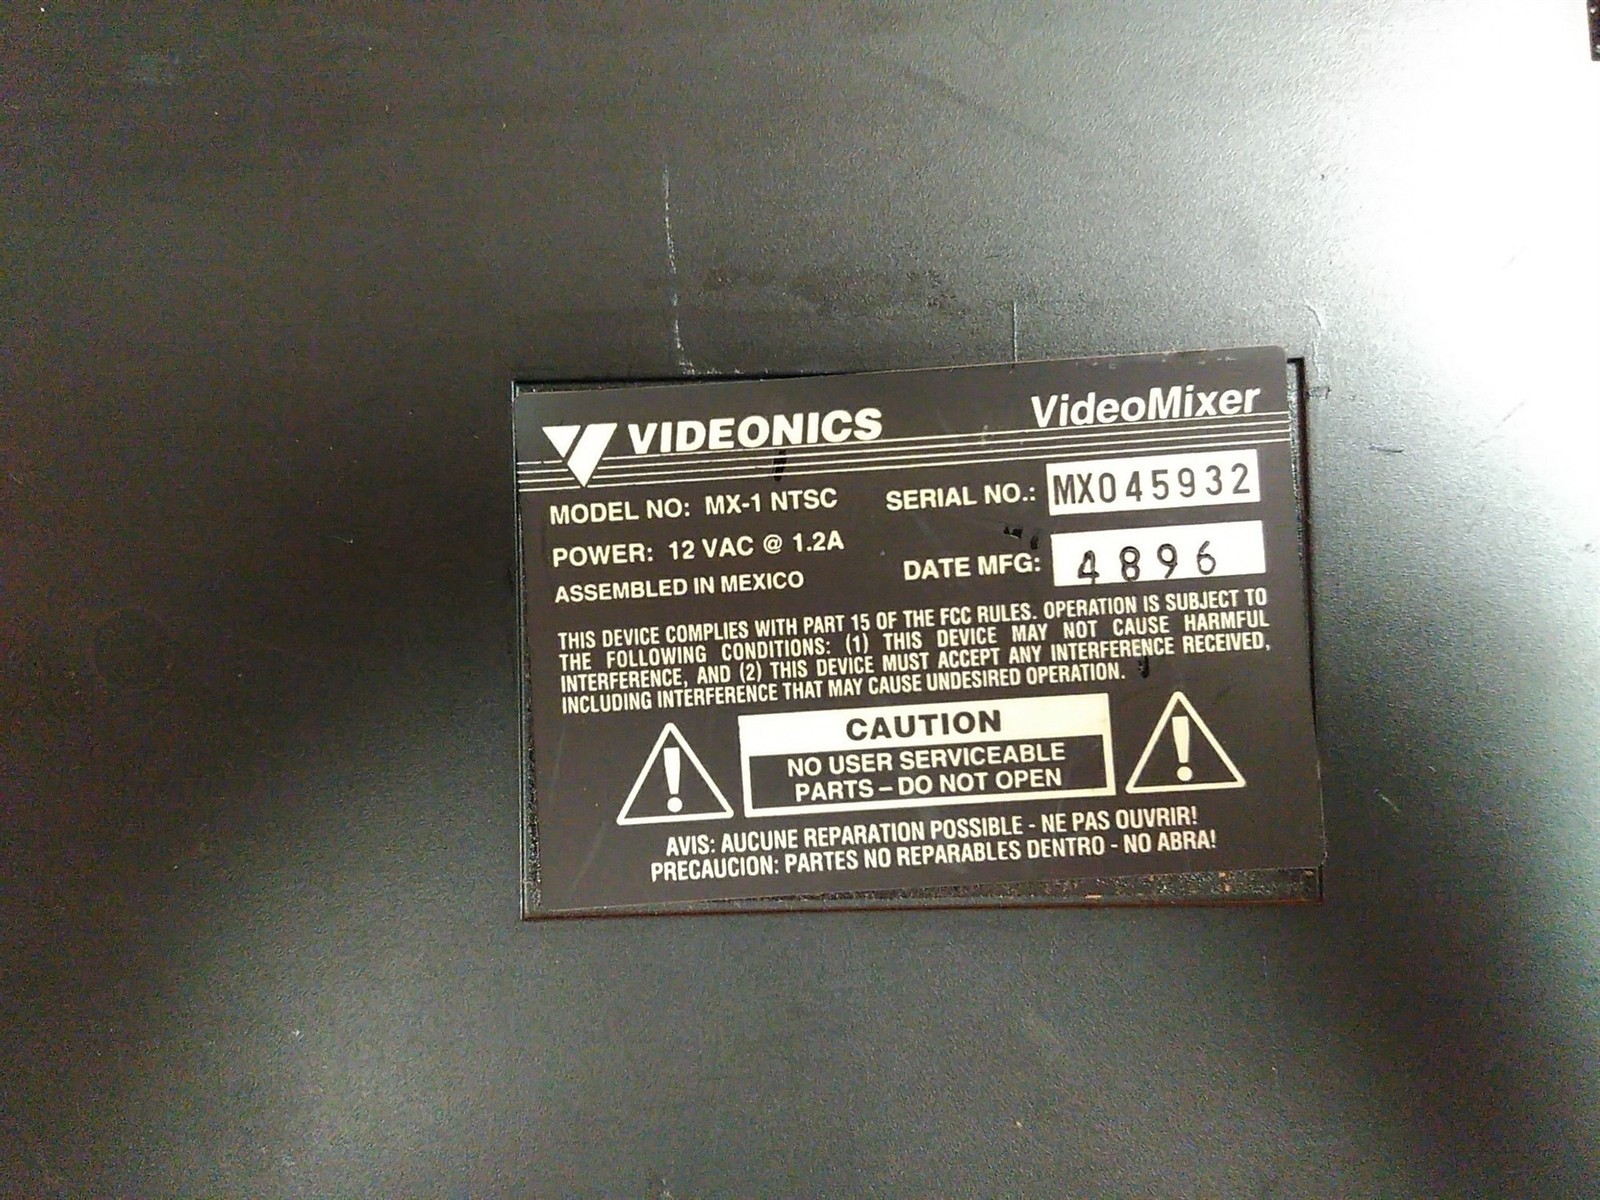 VIDEONICS VideoMixer
MODEL NO: MX-1 NTSC SERIAL NO.: MX045932
POWER: 12 VAC @ 1.2A
DATE MFG: 4896
ASSEMBLED IN MEXICO
THIS DEVICE COMPLIES WITH PART 15 OF THE FCC RULES. OPERATION IS SUBJECT TO
THE FOLLOWING CONDITIONS: (1) THIS DEVICE MAY NOT CAUSE HARMFUL
INTERFERENCE, AND (2) THIS DEVICE MUST ACCEPT ANY INTERFERENCE RECEIVED,
INCLUDING INTERFERENCE THAT MAY CAUSE UNDESIRED OPERATION.
CAUTION
NO USER SERVICEABLE
PARTS – DO NOT OPEN
AVIS: AUCUNE REPARATION POSSIBLE - NE PAS OUVRIR!
PRECAUCION: PARTES NO REPARABLES DENTRO - NO ABRA!